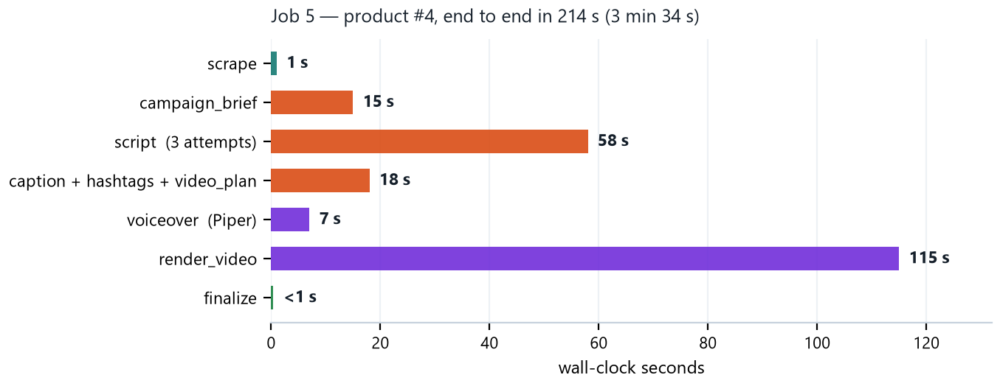 Job 5 — product #4, end to end in 214 s (3 min 34 s)
scrape 1 s
campaign_brief 15 s
script (3 attempts) 58 s
caption + hashtags + video_plan 18 s
voiceover (Piper) 7 s
render_video 115 s
finalize <1 s
0 20 40 60 80 100 120
wall-clock seconds